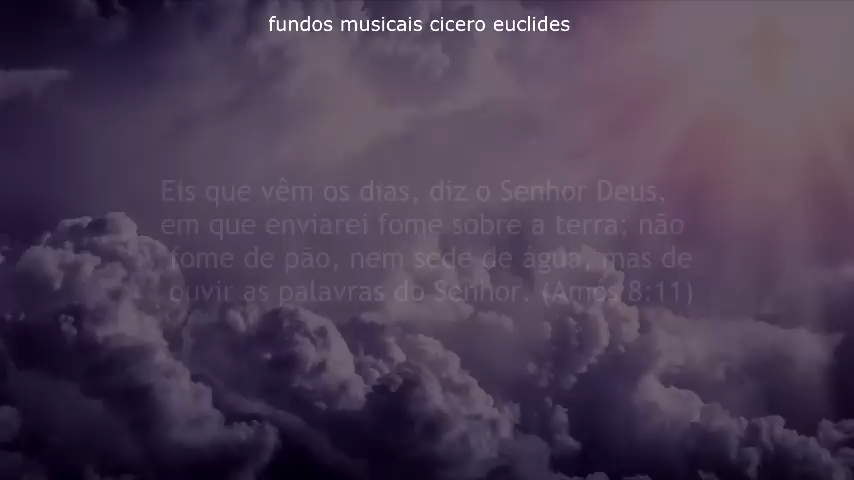 fundos musicais cicero euclides
Eis que vêm os dias, diz o Senhor Deus,
em que enviarei fome sobre a terra; não
fome de pão, nem sede de água, mas de
ouvir as palavras do Senhor. (Amos 8:11)